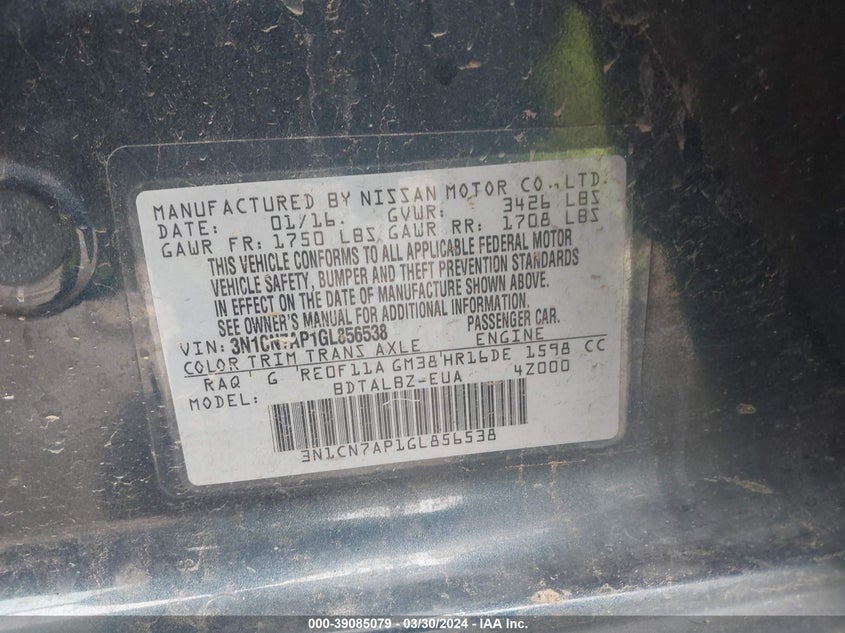 MANUFACTURED BY NISSAN MOTOR CO., LTD.
DATE: 01/16. GVWR: 3426 LBS
GAWR FR: 1750 LBS GAWR RR: 1708 LBS
THIS VEHICLE CONFORMS TO ALL APPLICABLE FEDERAL MOTOR
VEHICLE SAFETY, BUMPER AND THEFT PREVENTION STANDARDS
IN EFFECT ON THE DATE OF MANUFACTURE SHOWN ABOVE.
SEE OWNER'S MANUAL FOR ADDITIONAL INFORMATION.
VIN: 3N1CN7AP1GL856538 PASSENGER CAR.
COLOR TRIM TRANS AXLE ENGINE
RAQ G RE0F11A GM38 HR16DE 1598 CC
MODEL: BDTALBZ-EUA 4Z000
3N1CN7AP1GL856538
000-39085079 - 03/30/2024 - IAA Inc.